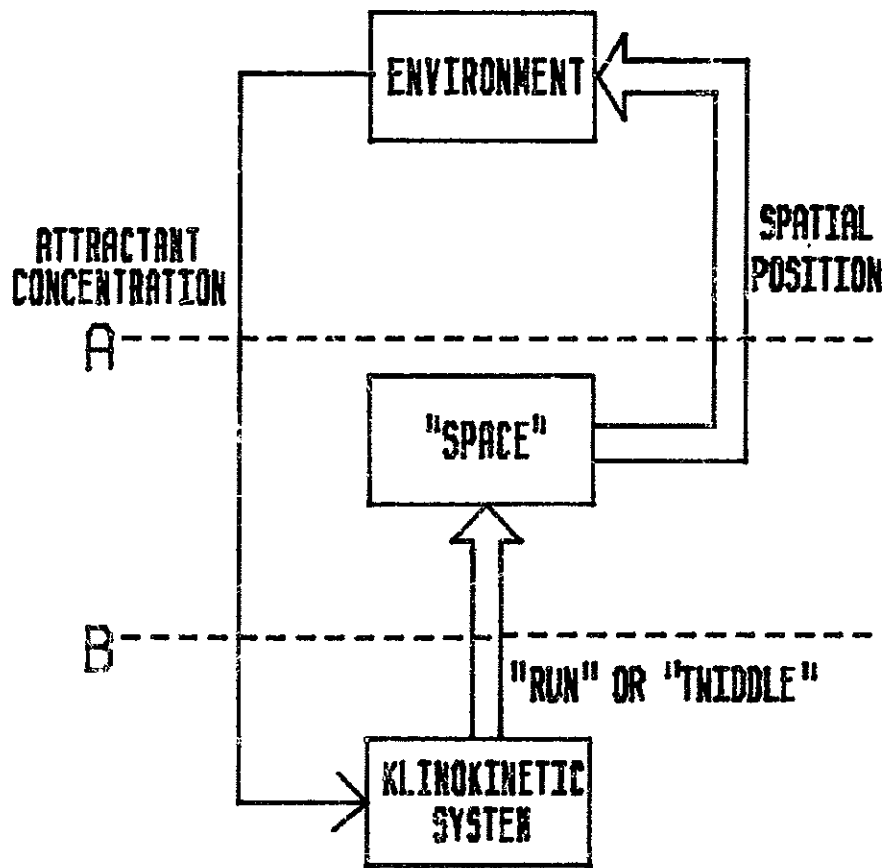 ENVIRONMENT
ATTRACTANT
CONCENTRATION
SPATIAL
POSITION
A
"SPACE"
B
"RUN" OR "TWIDDLE"
KLINOKINETIC
SYSTEM